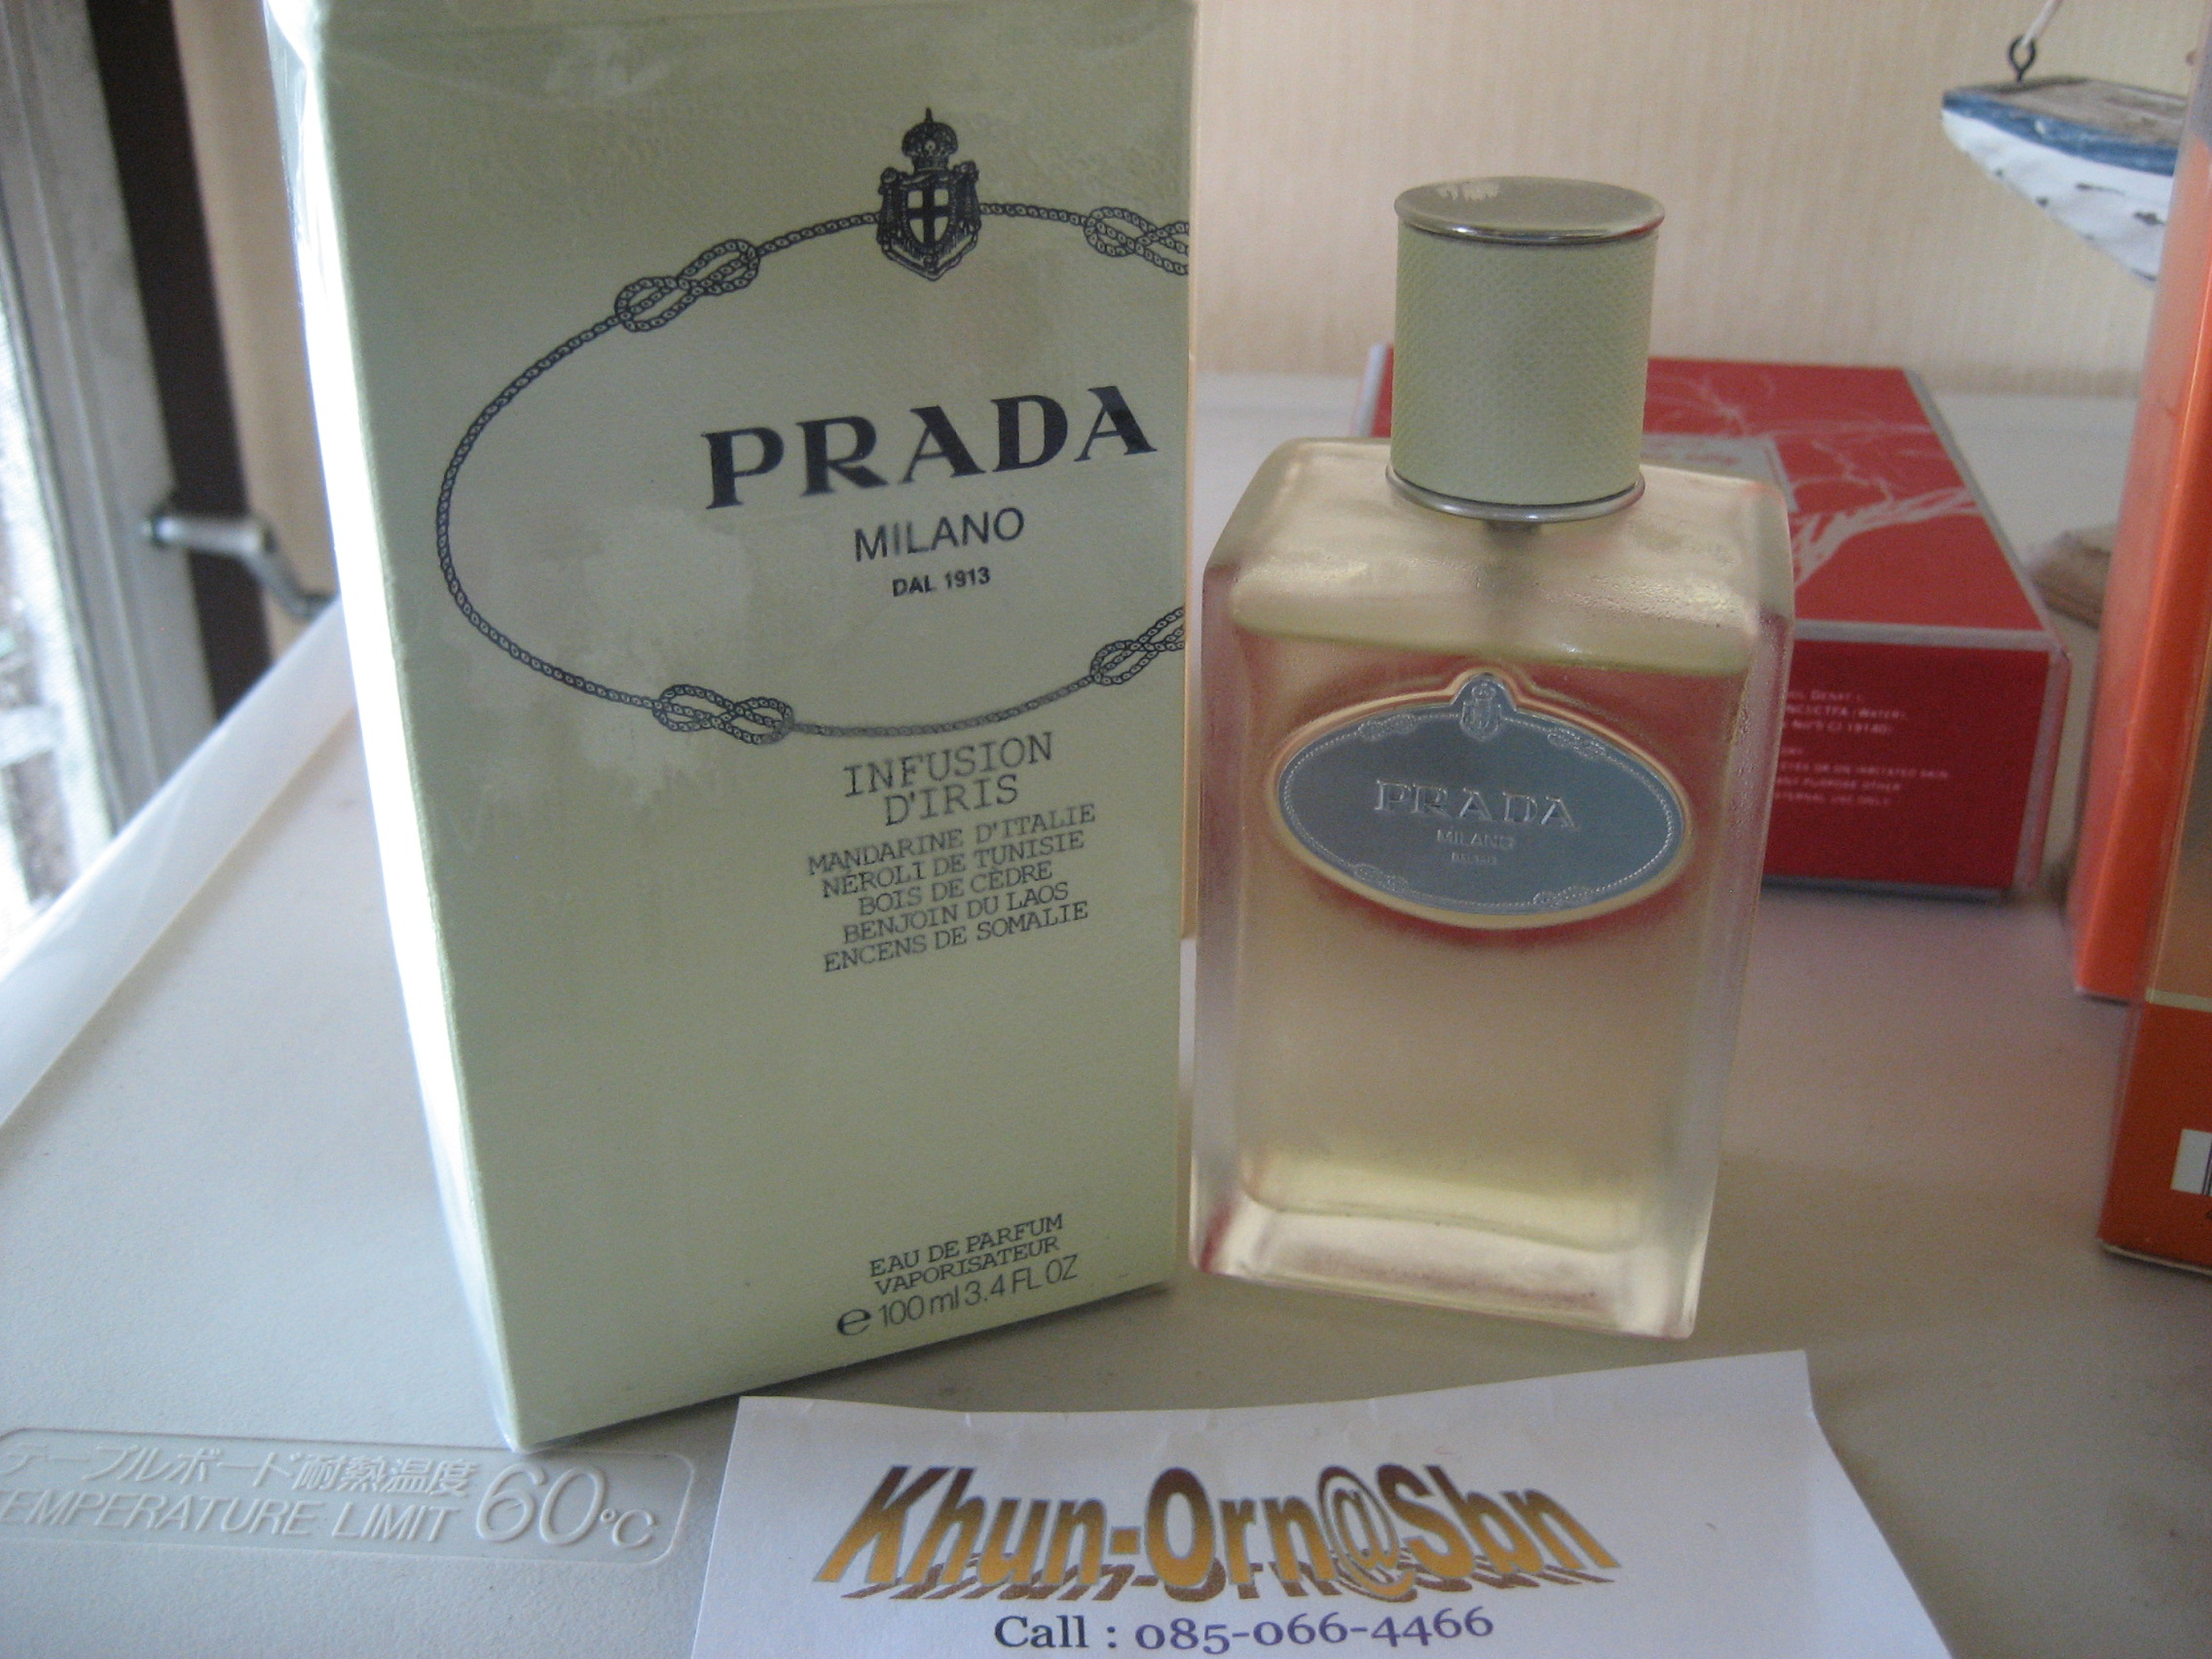 PRADA
MILANO
DAL 1913
INFUSION
D'IRIS
MANDARINE D'ITALIE
NÉROLI DE TUNISIE
BOIS DE CÈDRE
BENJOIN DU LAOS
ENCENS DE SOMALIE
EAU DE PARFUM
VAPORISATEUR
e 100 ml 3.4 FL OZ
PRADA
MILANO
テーブルボード耐熱温度
TEMPERATURE LIMIT 60°C
Khun-Orn@Sbn
Call : 085-066-4466